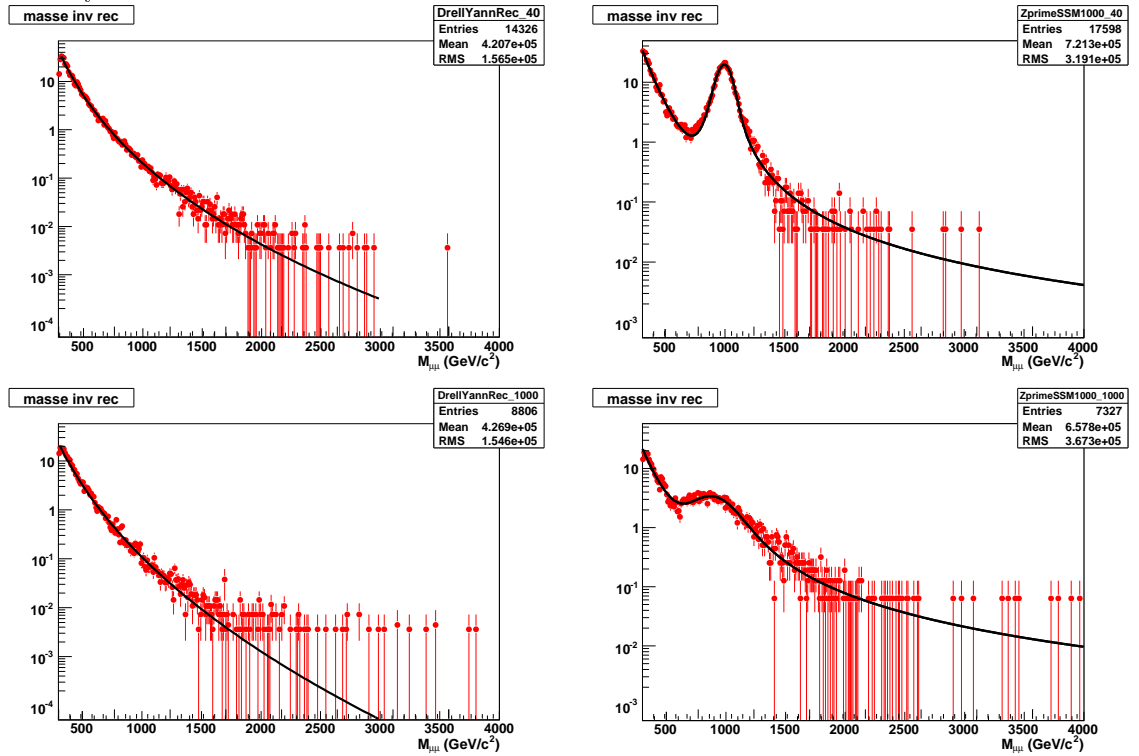 masse inv rec
DrellYannRec_40
Entries 14326
Mean 4.207e+05
RMS 1.565e+05
10
1
10-1
10-2
10-3
10-4
500 1000 1500 2000 2500 3000 3500 4000
Mμμ (GeV/c2)
masse inv rec
ZprimeSSM1000_40
Entries 17598
Mean 7.213e+05
RMS 3.191e+05
10
1
10-1
10-2
10-3
500 1000 1500 2000 2500 3000 3500 4000
Mμμ (GeV/c2)
masse inv rec
DrellYannRec_1000
Entries 8806
Mean 4.269e+05
RMS 1.546e+05
10
1
10-1
10-2
10-3
10-4
500 1000 1500 2000 2500 3000 3500 4000
Mμμ (GeV/c2)
masse inv rec
ZprimeSSM1000_1000
Entries 7327
Mean 6.578e+05
RMS 3.673e+05
10
1
10-1
10-2
10-3
500 1000 1500 2000 2500 3000 3500 4000
Mμμ (GeV/c2)